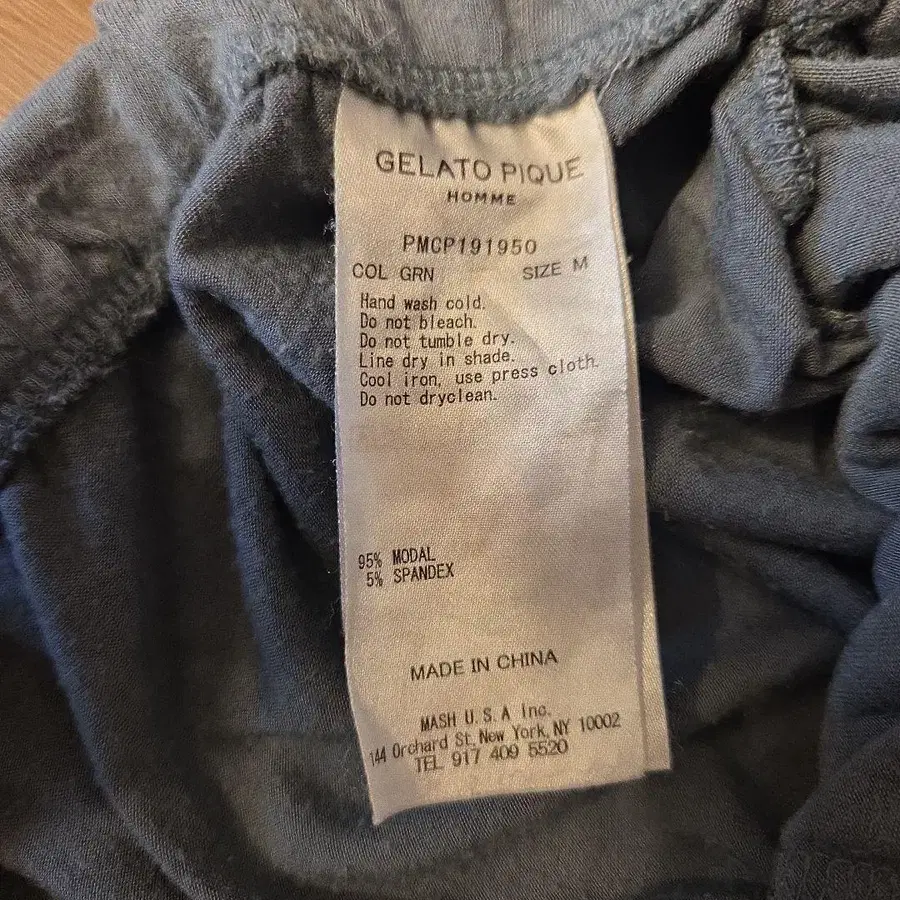 GELATO PIQUE
HOMME
PMCP191950
COL GRN SIZE M
Hand wash cold.
Do not bleach.
Do not tumble dry.
Line dry in shade.
Cool iron, use press cloth.
Do not dryclean.
95% MODAL
5% SPANDEX
MADE IN CHINA
MASH U.S.A Inc.
144 Orchard St, New York, NY 10002
TEL 917 409 5520